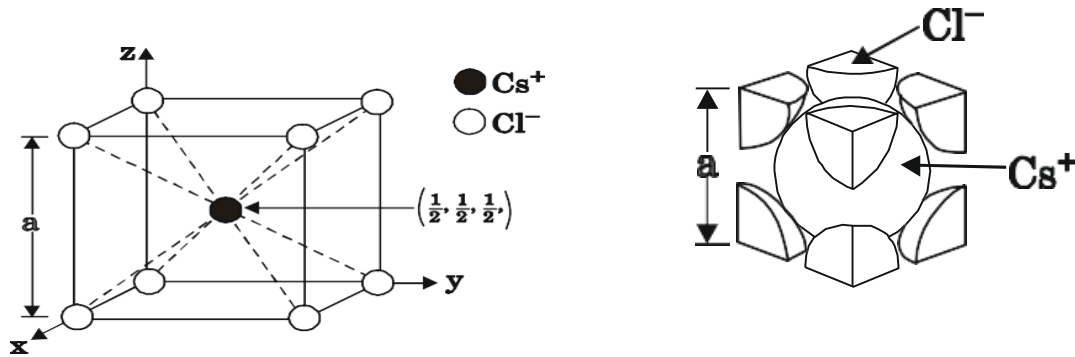 z
Cs⁺
Cl⁻
a
(1/2, 1/2, 1/2,)
y
x
Cl⁻
a
Cs⁺